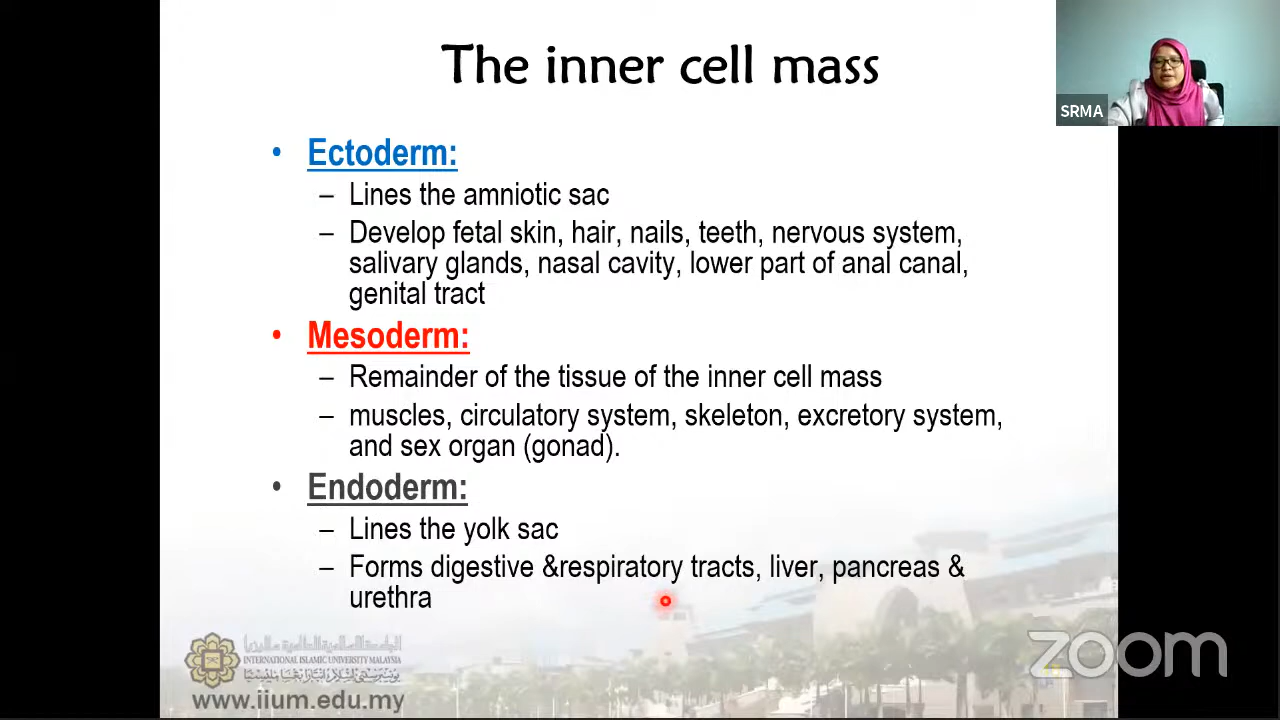 The inner cell mass
SRMA
• Ectoderm:
– Lines the amniotic sac
– Develop fetal skin, hair, nails, teeth, nervous system,
salivary glands, nasal cavity, lower part of anal canal,
genital tract
• Mesoderm:
– Remainder of the tissue of the inner cell mass
– muscles, circulatory system, skeleton, excretory system,
and sex organ (gonad).
• Endoderm:
– Lines the yolk sac
– Forms digestive &respiratory tracts, liver, pancreas &
urethra
INTERNATIONAL ISLAMIC UNIVERSITY MALAYSIA
www.iium.edu.my
zoom